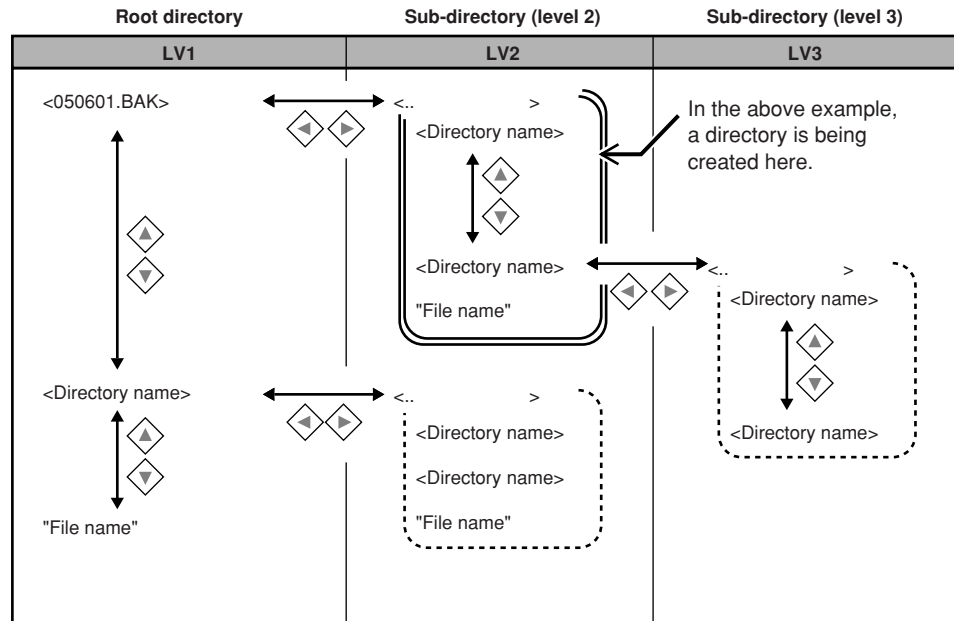 Root directory
Sub-directory (level 2)
Sub-directory (level 3)
LV1
LV2
LV3
<050601.BAK>
<.. >
<Directory name>
<Directory name>
"File name"
In the above example,
a directory is being
created here.
<.. >
<Directory name>
<Directory name>
<Directory name>
"File name"
<.. >
<Directory name>
<Directory name>
"File name"